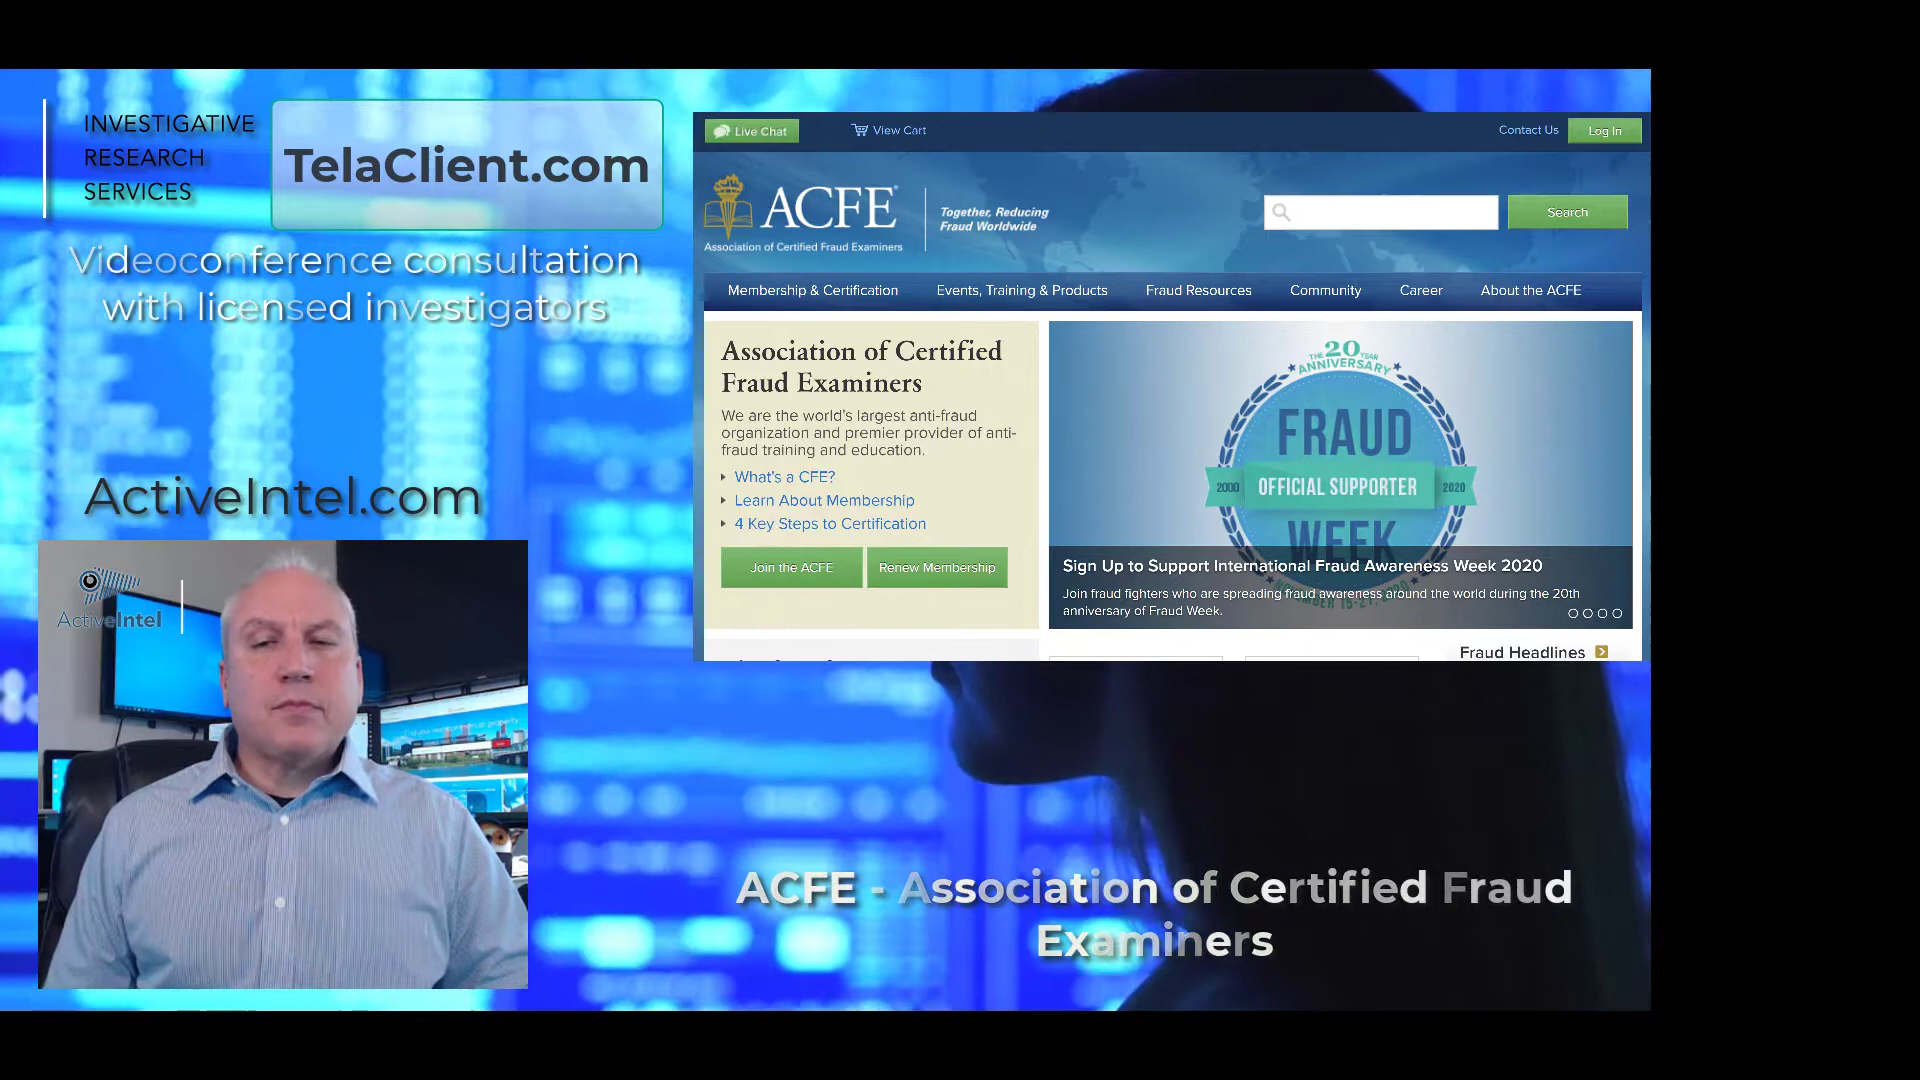 INVESTIGATIVE
RESEARCH
SERVICES
TelaClient.com
Videoconference consultation
with licensed investigators
ActiveIntel.com
ActiveIntel
Live Chat
View Cart
Contact Us
Log In
ACFE
Association of Certified Fraud Examiners
Together, Reducing
Fraud Worldwide
Search
Membership & Certification
Events, Training & Products
Fraud Resources
Community
Career
About the ACFE
Association of Certified
Fraud Examiners
We are the world's largest anti-fraud
organization and premier provider of anti-
fraud training and education.
What's a CFE?
Learn About Membership
4 Key Steps to Certification
Join the ACFE
Renew Membership
THE 20 YEAR
ANNIVERSARY
FRAUD
2000 OFFICIAL SUPPORTER 2020
WEEK
NOVEMBER 15-21, 2020
Sign Up to Support International Fraud Awareness Week 2020
Join fraud fighters who are spreading fraud awareness around the world during the 20th
anniversary of Fraud Week.
Fraud Headlines
ACFE - Association of Certified Fraud
Examiners